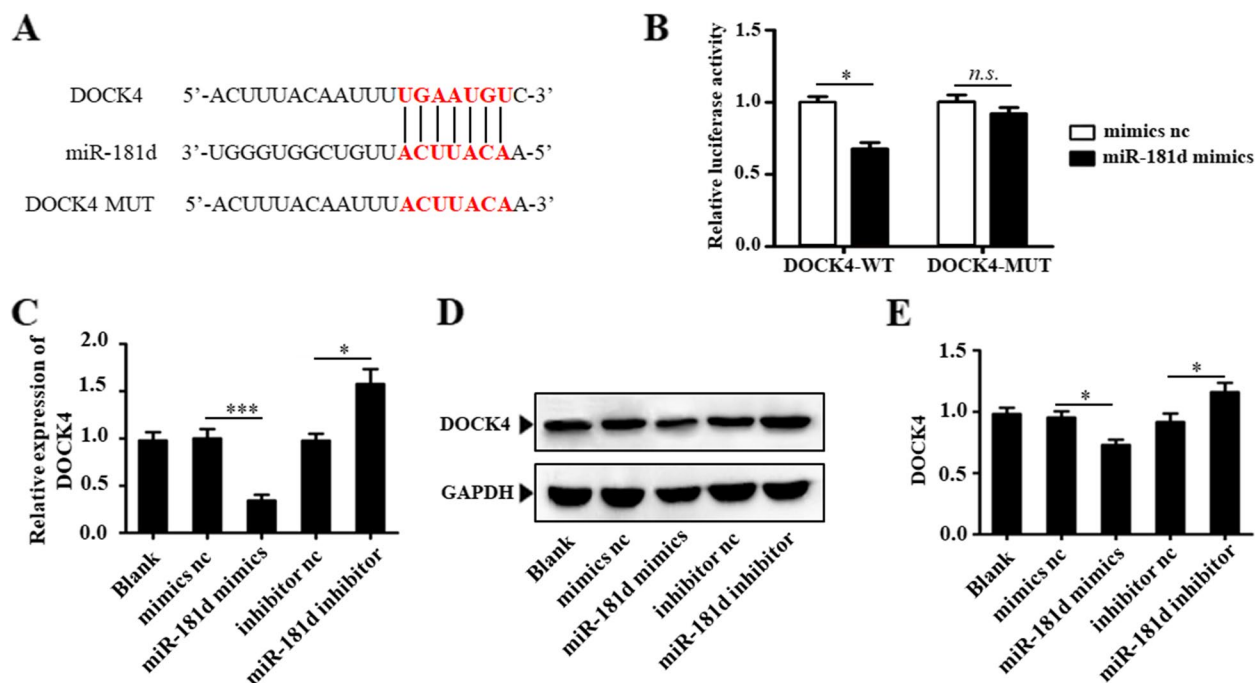 A
DOCK4 5’-ACUUUACAAUUUUGAAUGUC-3’
miR-181d 3’-UGGGUGGCUGUUACUUACAA-5’
DOCK4 MUT 5’-ACUUUACAAUUUACUUACAA-3’
B
Relative luciferase activity
1.5
1.0
0.5
0.0
*
n.s.
DOCK4-WT
DOCK4-MUT
mimics nc
miR-181d mimics
C
Relative expression of
DOCK4
2.0
1.5
1.0
0.5
0.0
***
*
Blank
mimics nc
miR-181d mimics
inhibitor nc
miR-181d inhibitor
D
DOCK4
GAPDH
Blank
mimics nc
miR-181d mimics
inhibitor nc
miR-181d inhibitor
E
DOCK4
1.5
1.0
0.5
0.0
*
*
Blank
mimics nc
miR-181d mimics
inhibitor nc
miR-181d inhibitor